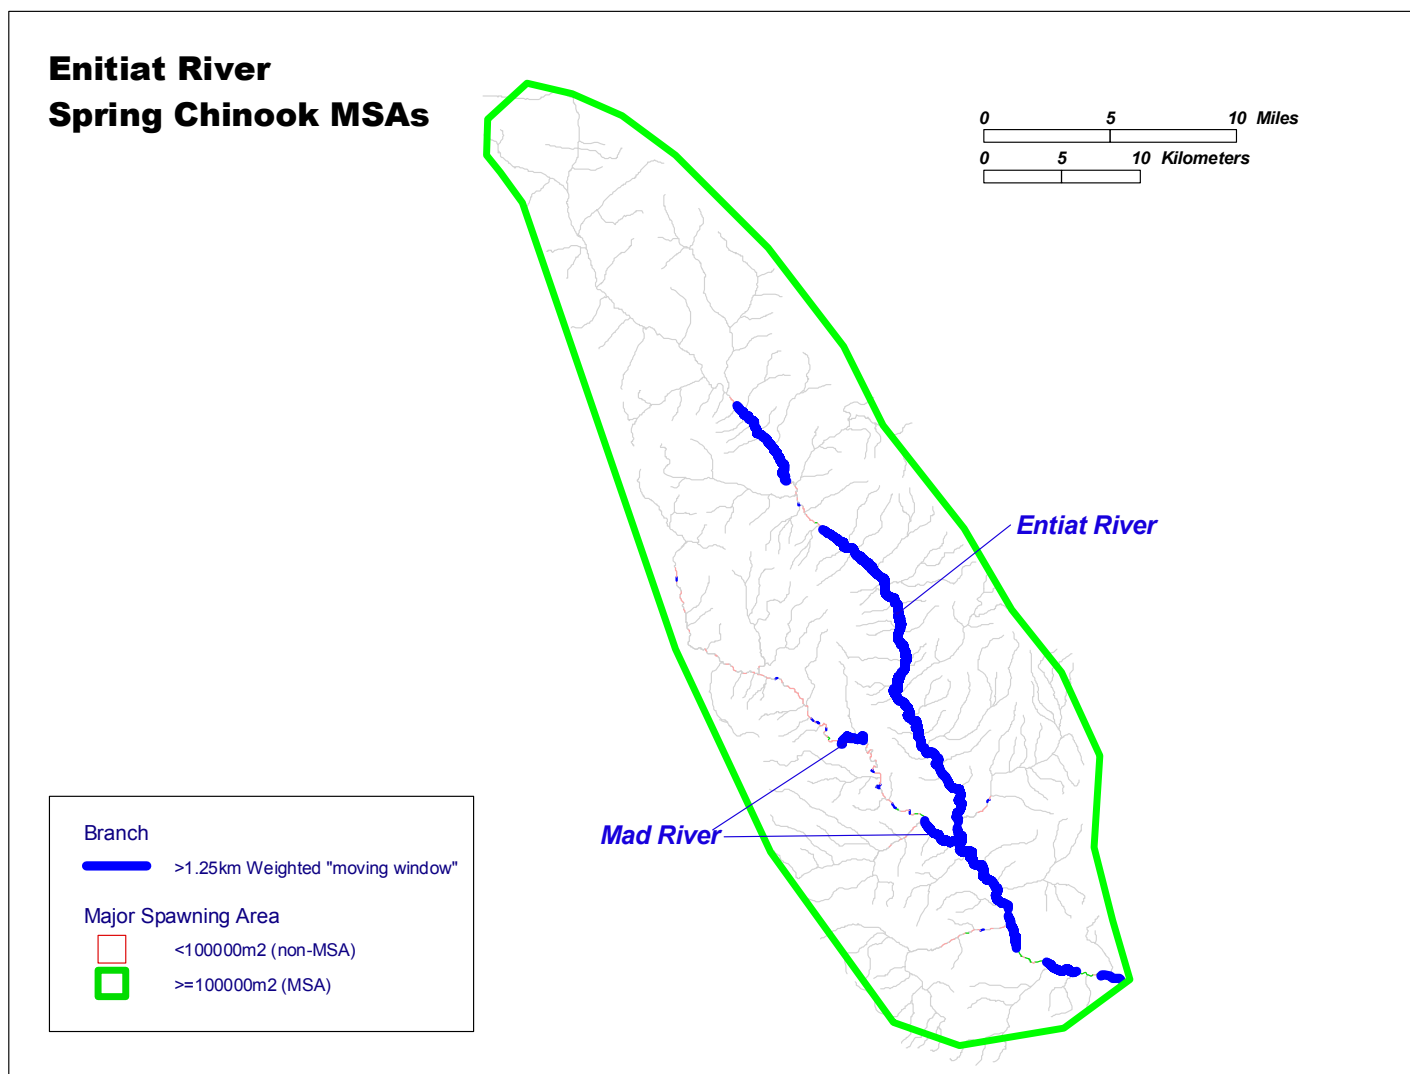 Enitiat River
Spring Chinook MSAs
0 5 10 Miles
0 5 10 Kilometers
Entiat River
Mad River
Branch
>1.25km Weighted "moving window"
Major Spawning Area
<100000m2 (non-MSA)
>=100000m2 (MSA)